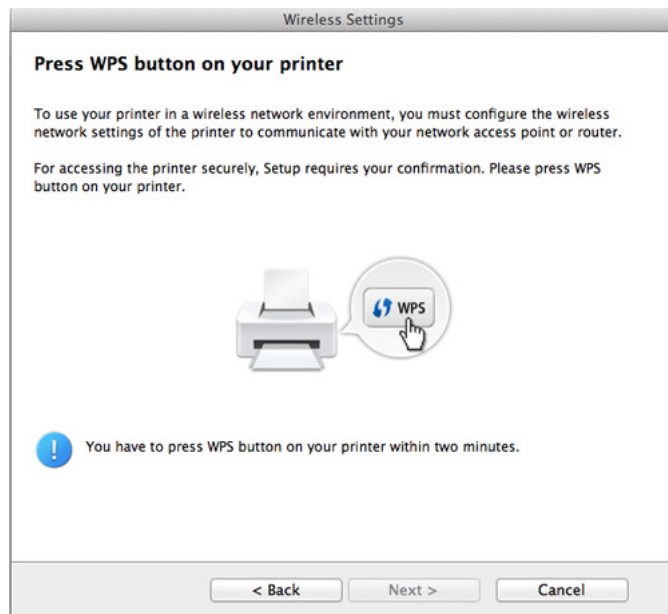 Wireless Settings
Press WPS button on your printer
To use your printer in a wireless network environment, you must configure the wireless
network settings of the printer to communicate with your network access point or router.
For accessing the printer securely, Setup requires your confirmation. Please press WPS
button on your printer.
WPS
You have to press WPS button on your printer within two minutes.
< Back
Next >
Cancel